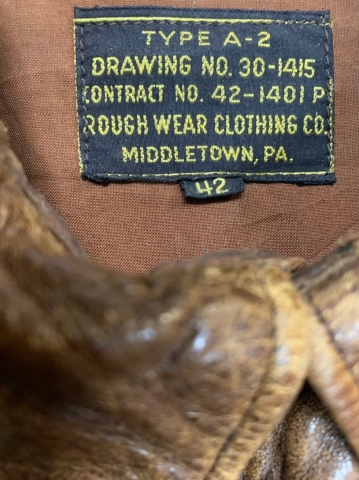 TYPE A-2
DRAWING NO. 30-1415
CONTRACT NO. 42-1401 P
ROUGH WEAR CLOTHING CO.
MIDDLETOWN, PA.
42